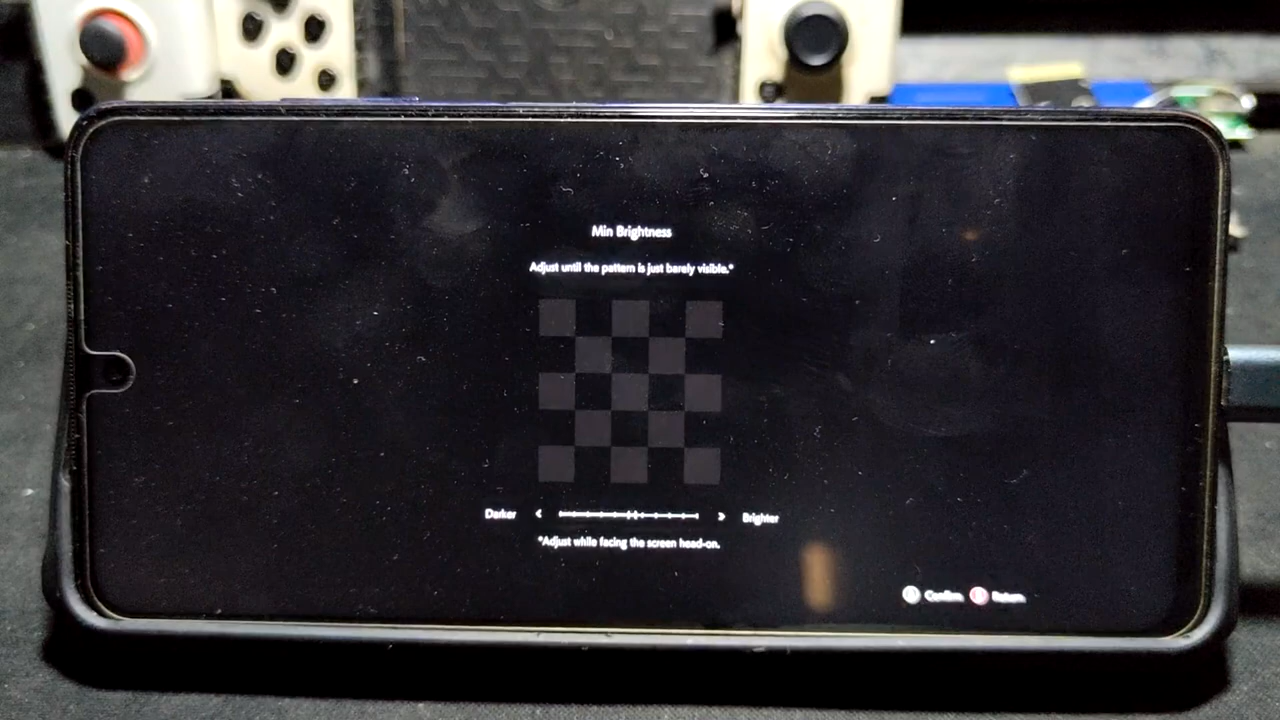 Min Brightness
Adjust until the pattern is just barely visible.*
Darker
Brighter
*Adjust while facing the screen head-on.
Confirm
Return